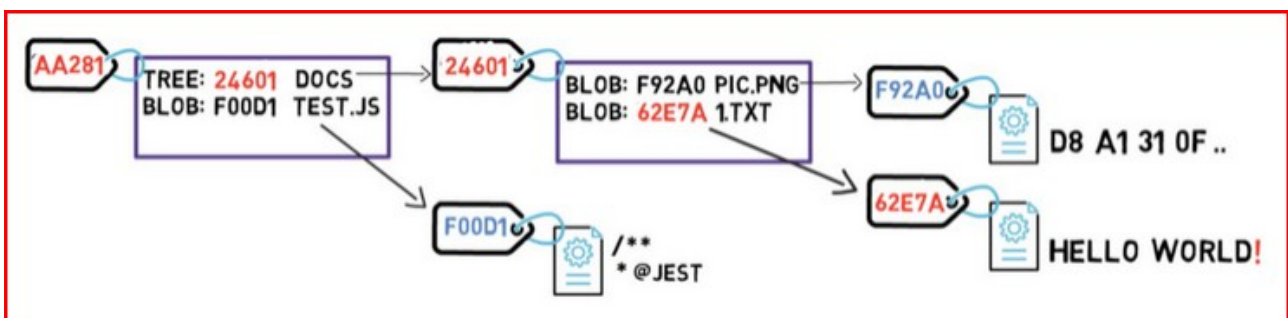 AA281
TREE: 24601 DOCS
BLOB: F00D1 TEST.JS
24601
BLOB: F92A0 PIC.PNG
BLOB: 62E7A 1.TXT
F92A0
D8 A1 31 0F ..
62E7A
HELLO WORLD!
F00D1
/**
* @JEST